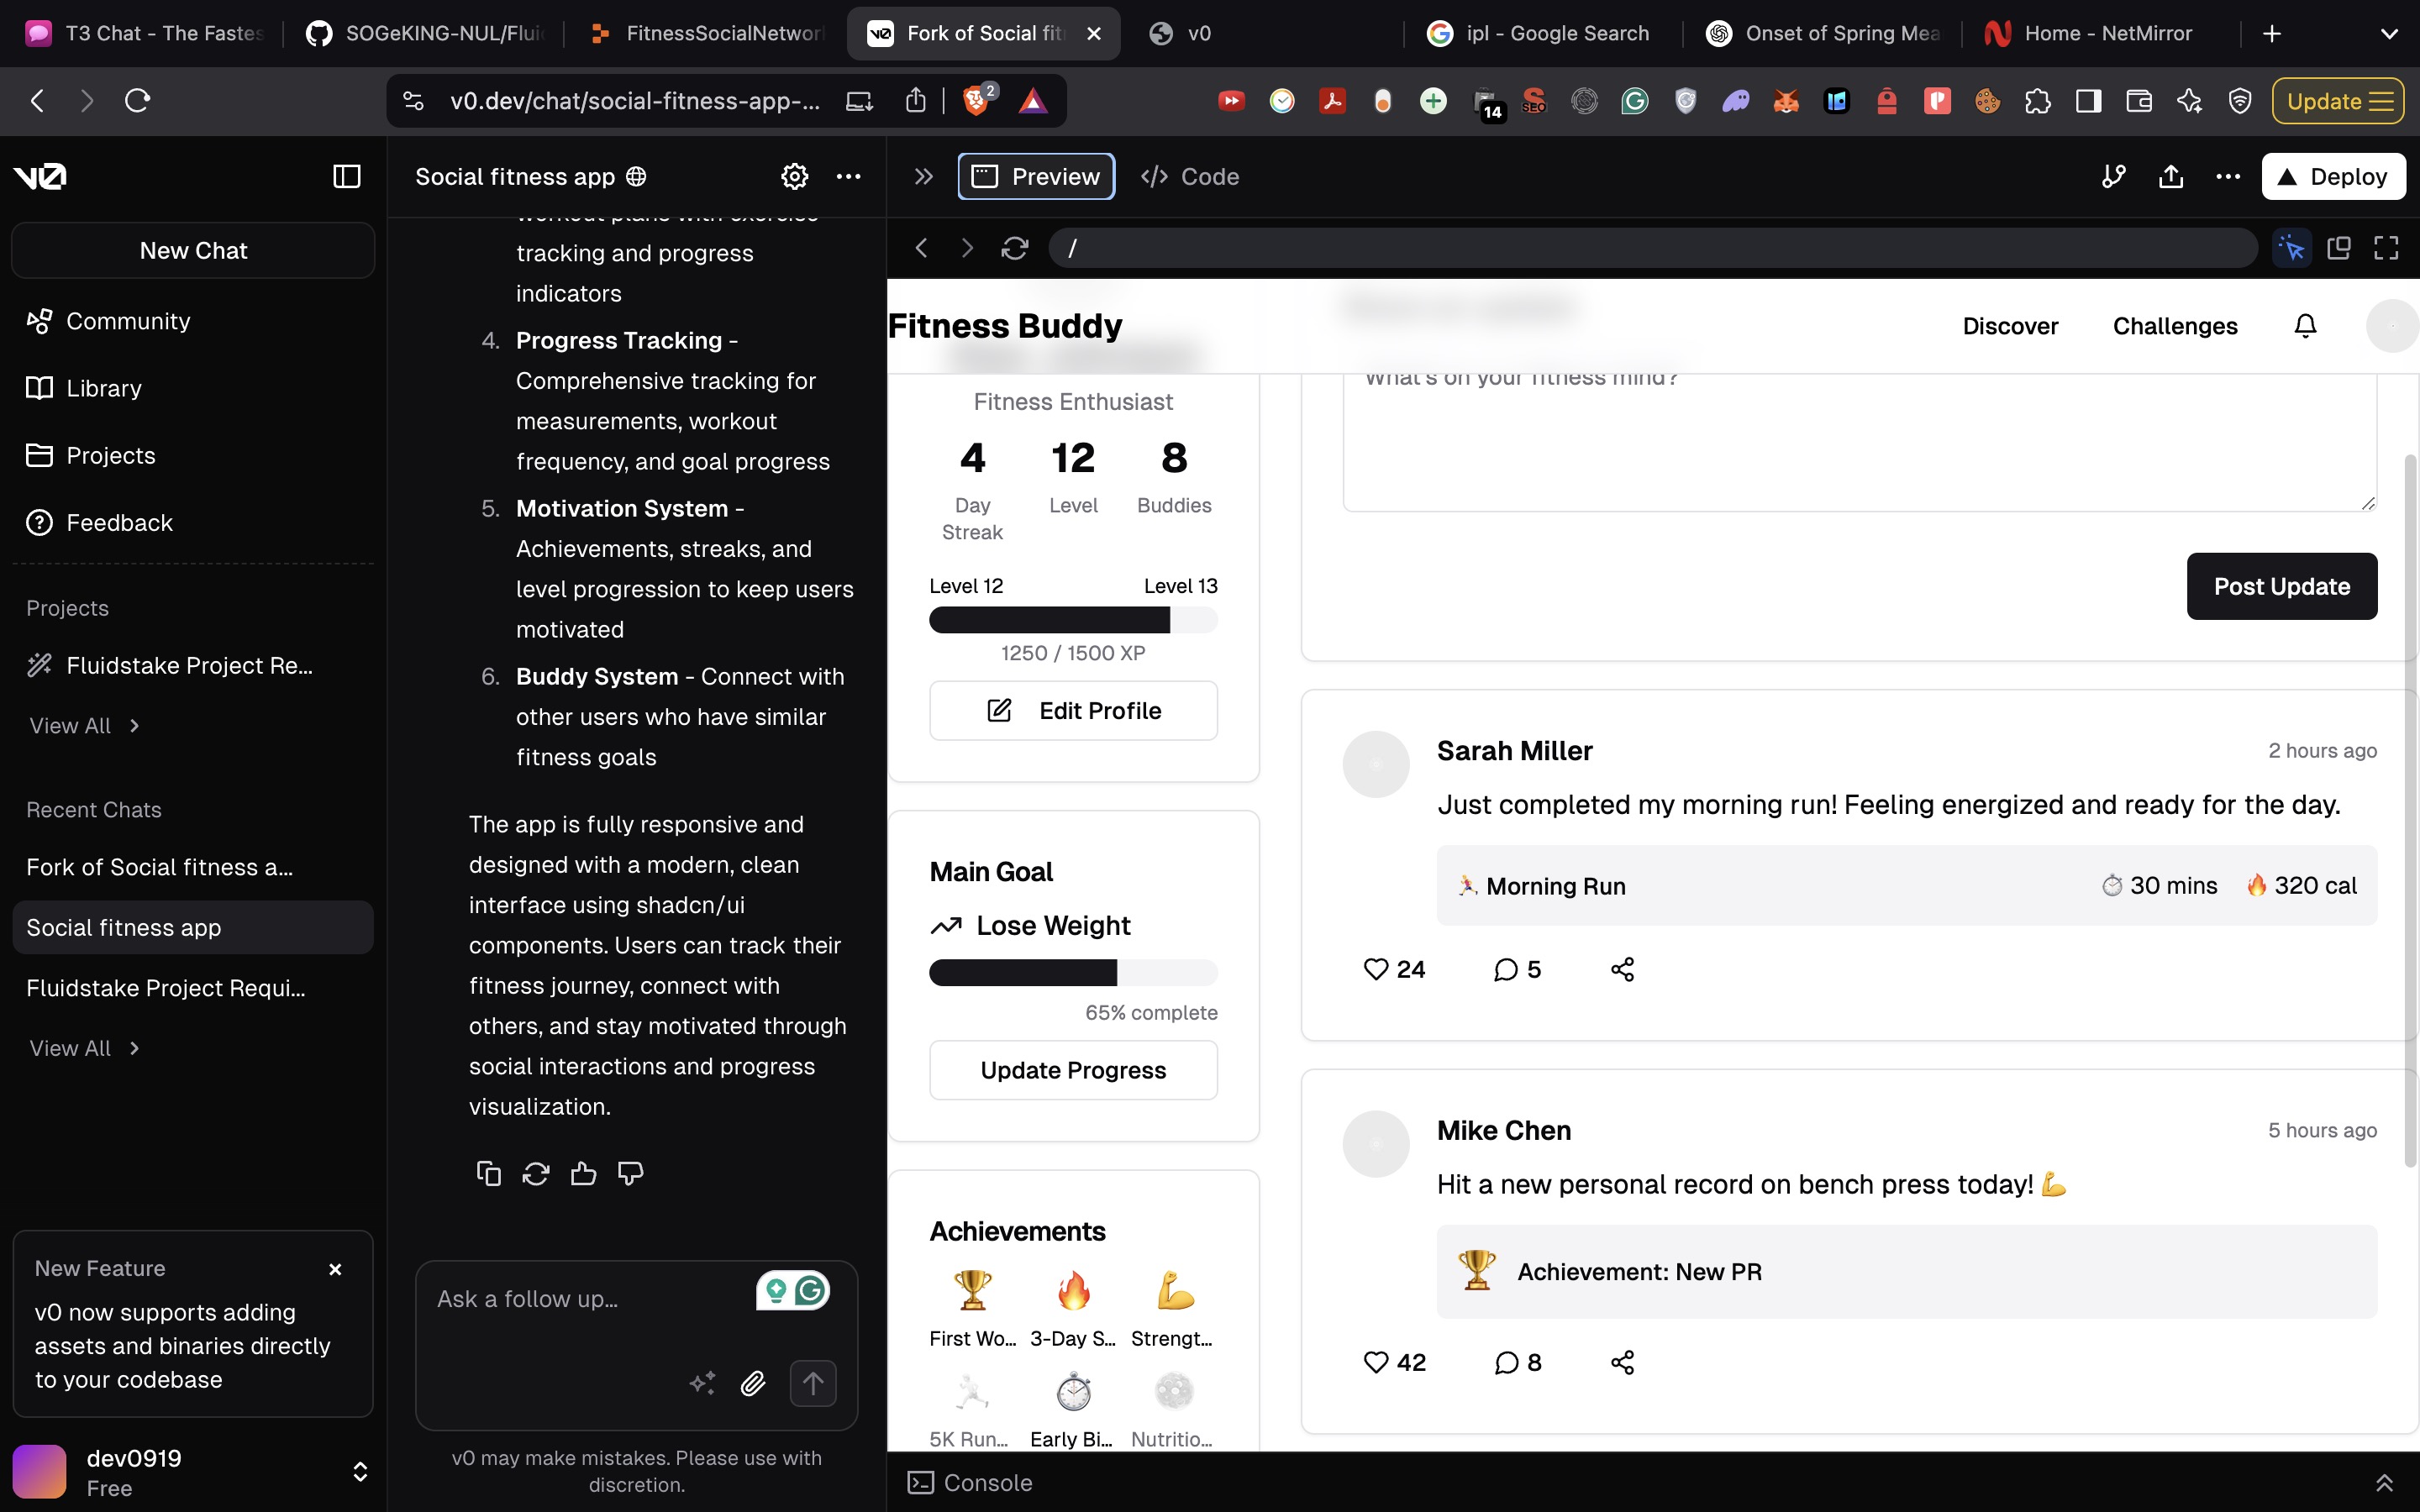 T3 Chat - The Fastes
SOGeKING-NUL/Flui
FitnessSocialNetwor
Fork of Social fit
v0
ipl - Google Search
Onset of Spring Mea
Home - NetMirror
v0.dev/chat/social-fitness-app-...
2
14
SEO
Update
v0
New Chat
Community
Library
Projects
Feedback
Projects
Fluidstake Project Re...
View All
Recent Chats
Fork of Social fitness a...
Social fitness app
Fluidstake Project Requi...
View All
New Feature
v0 now supports adding
assets and binaries directly
to your codebase
dev0919
Free
Social fitness app
workout plans with exercise
tracking and progress
indicators
4. Progress Tracking -
Comprehensive tracking for
measurements, workout
frequency, and goal progress
5. Motivation System -
Achievements, streaks, and
level progression to keep users
motivated
6. Buddy System - Connect with
other users who have similar
fitness goals
The app is fully responsive and
designed with a modern, clean
interface using shadcn/ui
components. Users can track their
fitness journey, connect with
others, and stay motivated through
social interactions and progress
visualization.
Ask a follow up...
v0 may make mistakes. Please use with
discretion.
Preview
Code
Deploy
/
Fitness Buddy
Discover
Challenges
Fitness Enthusiast
4 12 8
Day Streak
Level
Buddies
Level 12
Level 13
1250 / 1500 XP
Edit Profile
Main Goal
Lose Weight
65% complete
Update Progress
Achievements
First Wo...
3-Day S...
Strengt...
5K Run...
Early Bi...
Nutritio...
What's on your fitness mind?
Post Update
Sarah Miller
2 hours ago
Just completed my morning run! Feeling energized and ready for the day.
🏃 Morning Run
⏱️ 30 mins
🔥 320 cal
24
5
Mike Chen
5 hours ago
Hit a new personal record on bench press today! 💪
🏆 Achievement: New PR
42
8
Console